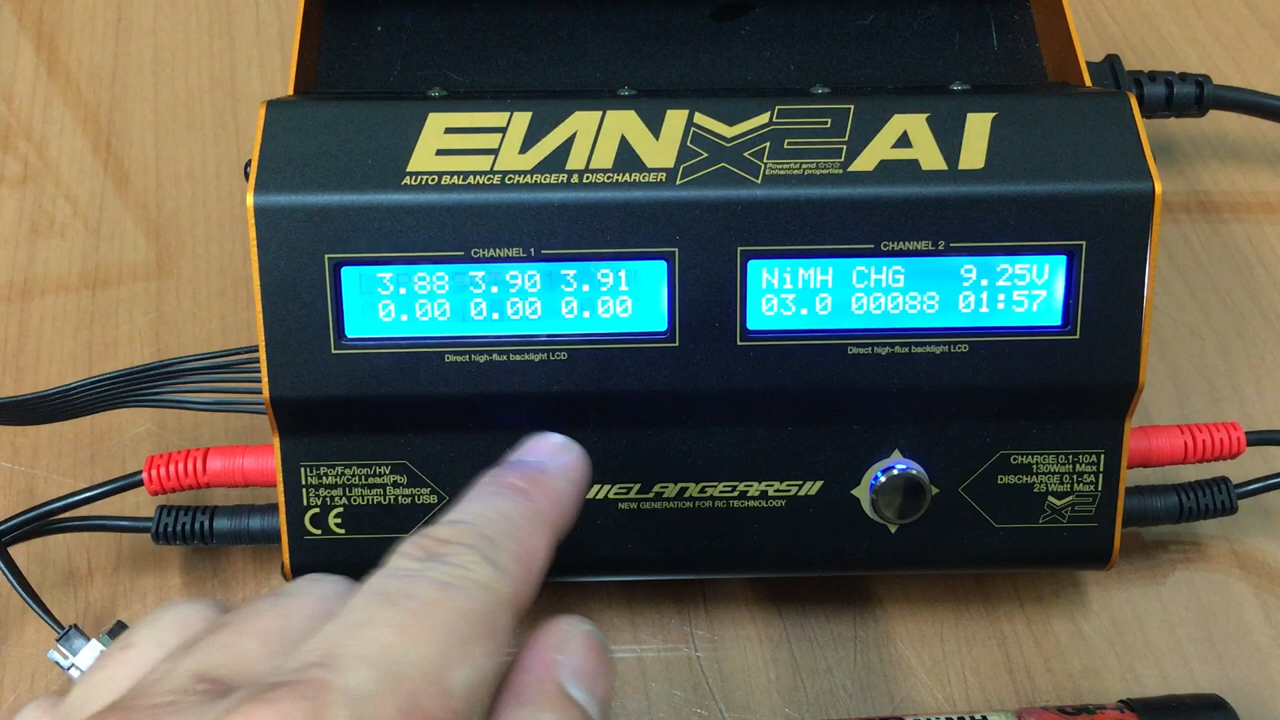 EVNX2 AI
AUTO BALANCE CHARGER & DISCHARGER
Powerful and ☆☆☆
Enhanced properties
CHANNEL 1
3.88 3.90 3.91
0.00 0.00 0.00
Direct high-flux backlight LCD
CHANNEL 2
NiMH CHG 9.25V
03.0 00088 01:57
Direct high-flux backlight LCD
Li-Po/Fe/Ion/HV
Ni-MH/Cd,Lead(Pb)
2-6cell Lithium Balancer
5V 1.5A OUTPUT for USB
CE
ELANGEARS
NEW GENERATION FOR RC TECHNOLOGY
CHARGE 0.1-10A
130Watt Max
DISCHARGE 0.1-5A
25Watt Max
X2